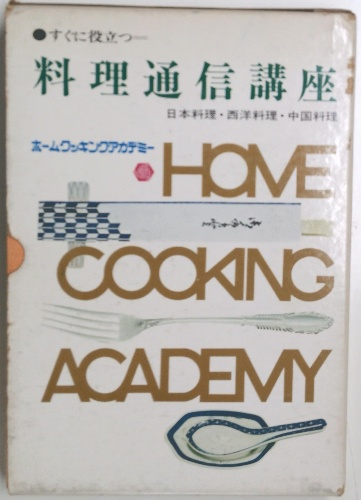 ●すぐに役立つ―
料理通信講座
日本料理・西洋料理・中国料理
ホームクッキングアカデミー
HOME
COOKING
ACADEMY